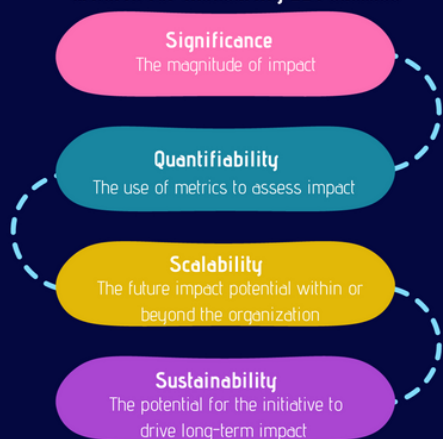 Significance
The magnitude of impact
Quantifiability
The use of metrics to assess impact
Scalability
The future impact potential within or
beyond the organization
Sustainability
The potential for the initiative to
drive long-term impact